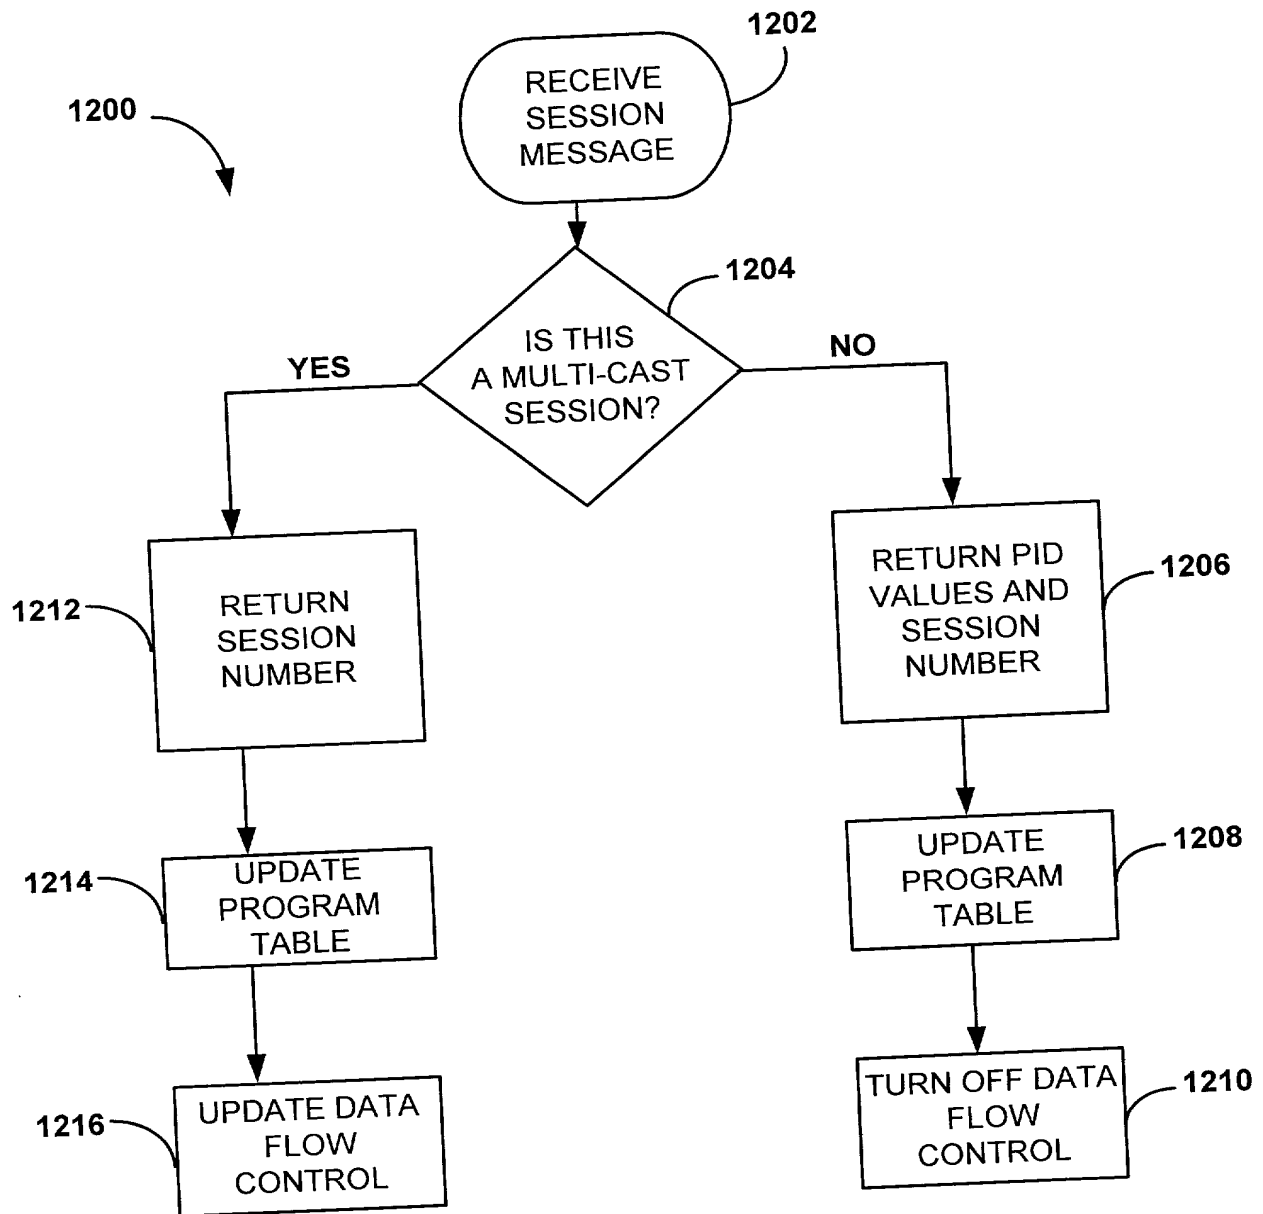 1202
RECEIVE
SESSION
MESSAGE
1200
1204
IS THIS
A MULTI-CAST
SESSION?
YES
NO
1212
RETURN
SESSION
NUMBER
RETURN PID
VALUES AND
SESSION
NUMBER
1206
1214
UPDATE
PROGRAM
TABLE
UPDATE
PROGRAM
TABLE
1208
1216
UPDATE DATA
FLOW
CONTROL
TURN OFF DATA
FLOW
CONTROL
1210